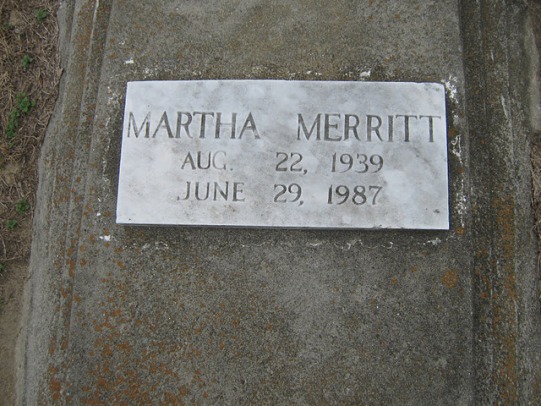 MARTHA MERRITT
AUG. 22, 1939
JUNE 29, 1987